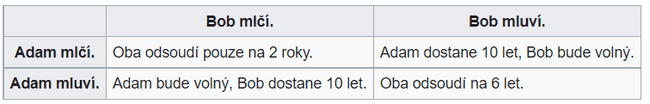 Bob mlčí. Bob mluví.
Adam mlčí. Oba odsoudí pouze na 2 roky. Adam dostane 10 let, Bob bude volný.
Adam mluví. Adam bude volný, Bob dostane 10 let. Oba odsoudí na 6 let.